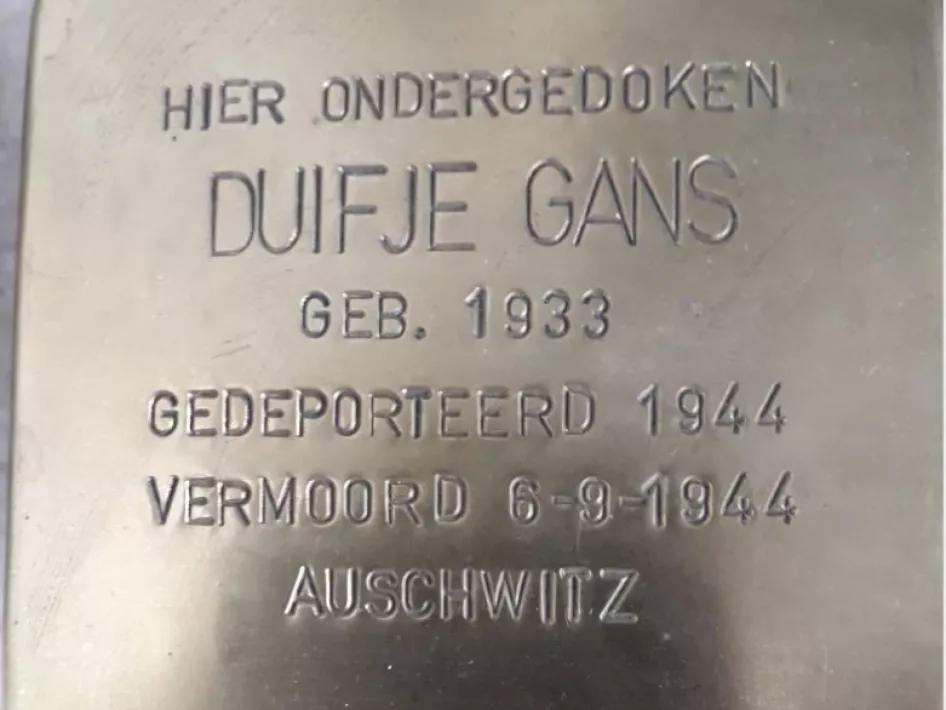 HIER ONDERGEDOKEN
DUIFJE GANS
GEB. 1933
GEDEPORTEERD 1944
VERMOORD 6-9-1944
AUSCHWITZ